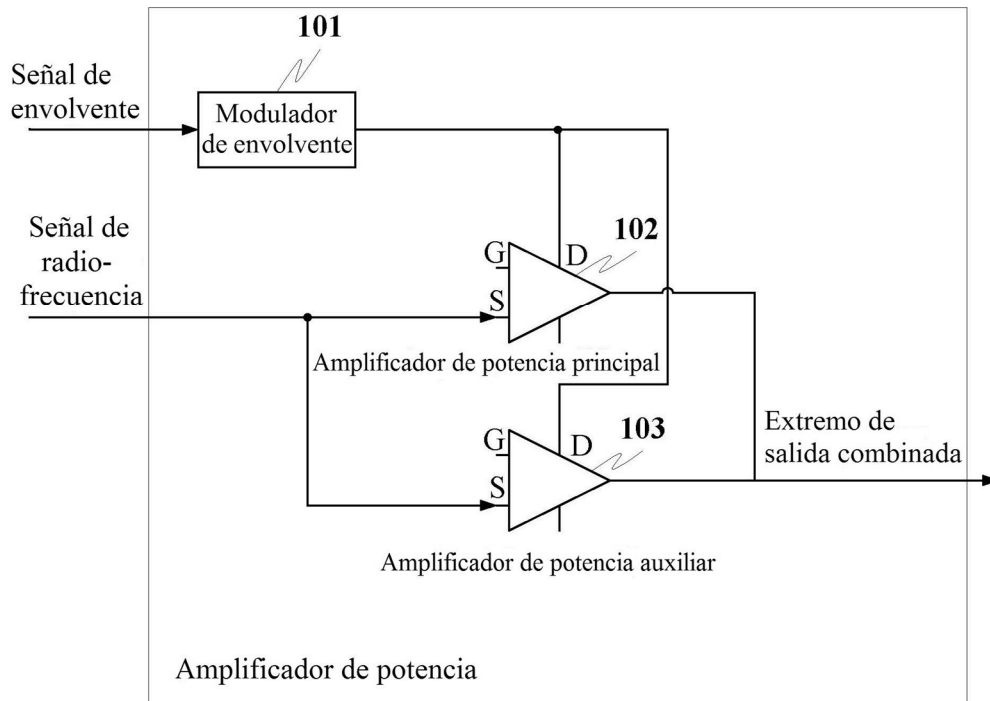 101
Señal de
envolvente
Modulador
de envolvente
Señal de
radio-
frecuencia
102
G
D
S
Amplificador de potencia principal
103
G
D
S
Extremo de
salida combinada
Amplificador de potencia auxiliar
Amplificador de potencia